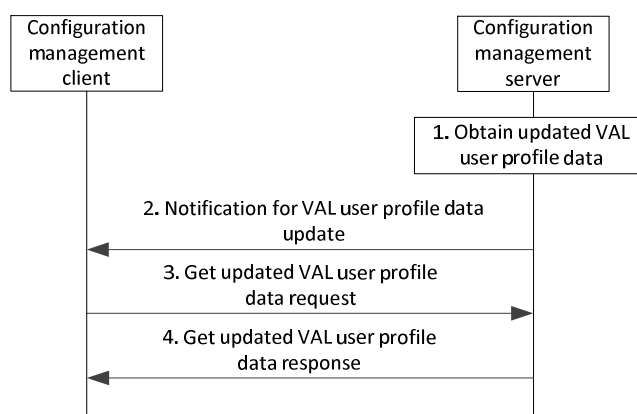 Configuration
management
client
Configuration
management
server
1. Obtain updated VAL
user profile data
2. Notification for VAL user profile data
update
3. Get updated VAL user profile
data request
4. Get updated VAL user profile
data response